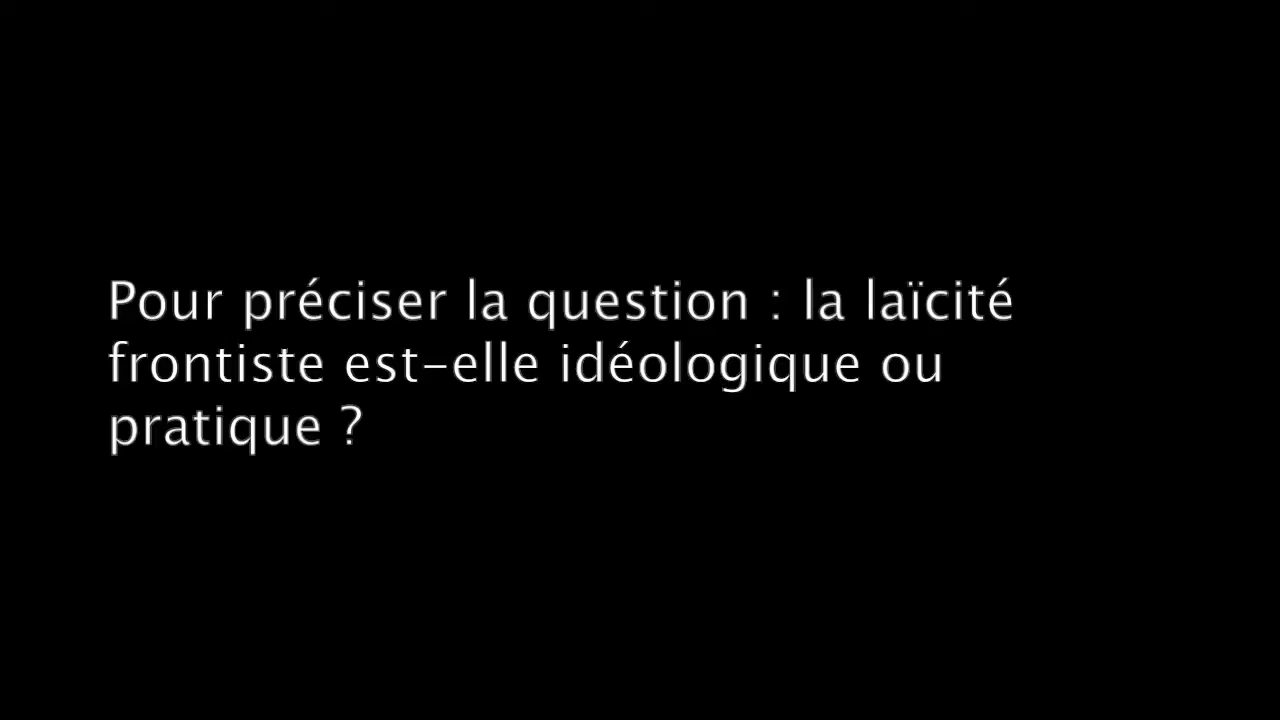 Pour préciser la question : la laïcité
frontiste est-elle idéologique ou
pratique ?